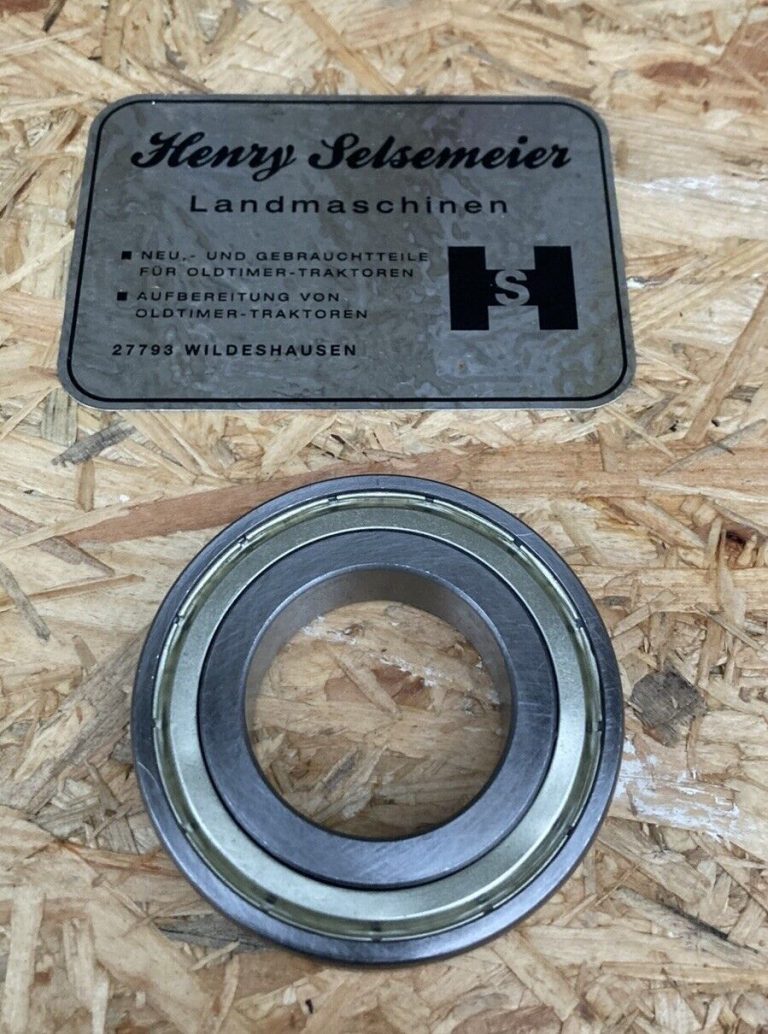 Henry Selsemeier
Landmaschinen
NEU,- UND GEBRAUCHTTEILE
FÜR OLDTIMER-TRAKTOREN
AUFBEREITUNG VON
OLDTIMER-TRAKTOREN
HS
27793 WILDESHAUSEN